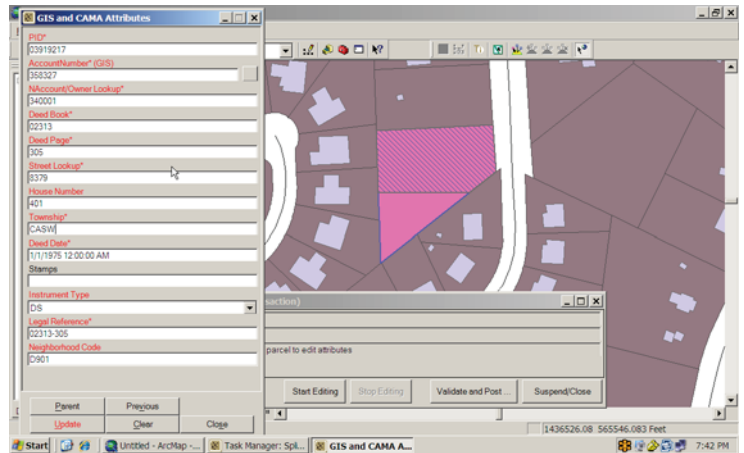 GIS and CAMA Attributes
PID*
03919217
AccountNumber* (GIS)
358327
NAccount/Owner Lookup*
340001
Deed Book*
02313
Deed Page*
305
Street Lookup*
8379
House Number
401
Township*
CASW
Deed Date*
1/1/1975 12:00:00 AM
Stamps
Instrument Type
DS
Legal Reference*
02313-305
Neighborhood Code
D901
Parent
Previous
Update
Clear
Close
saction)
parcel to edit attributes
Start Editing
Stop Editing
Validate and Post ...
Suspend/Close
1436526.08 565546.083 Feet
Start
Untitled - ArcMap -...
Task Manager: Spli...
GIS and CAMA A...
7:42 PM